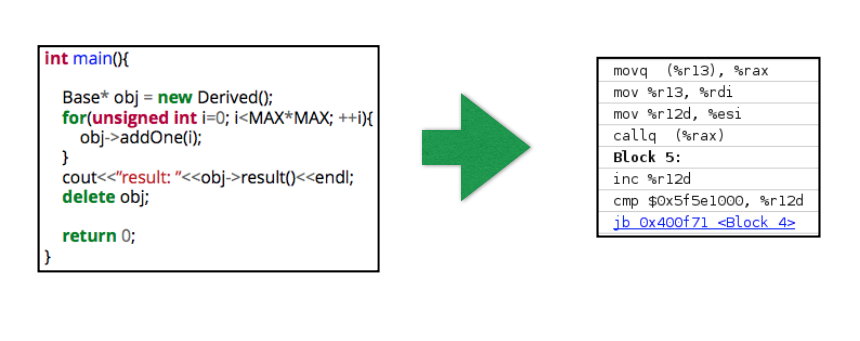 int main(){
Base* obj = new Derived();
for(unsigned int i=0; i<MAX*MAX; ++i){
obj->addOne(i);
}
cout<<"result: "<<obj->result()<<endl;
delete obj;
return 0;
}
movq (%r13), %rax
mov %r13, %rdi
mov %r12d, %esi
callq (%rax)
Block 5:
inc %r12d
cmp $0x5f5e1000, %r12d
jb 0x400f71 <Block 4>